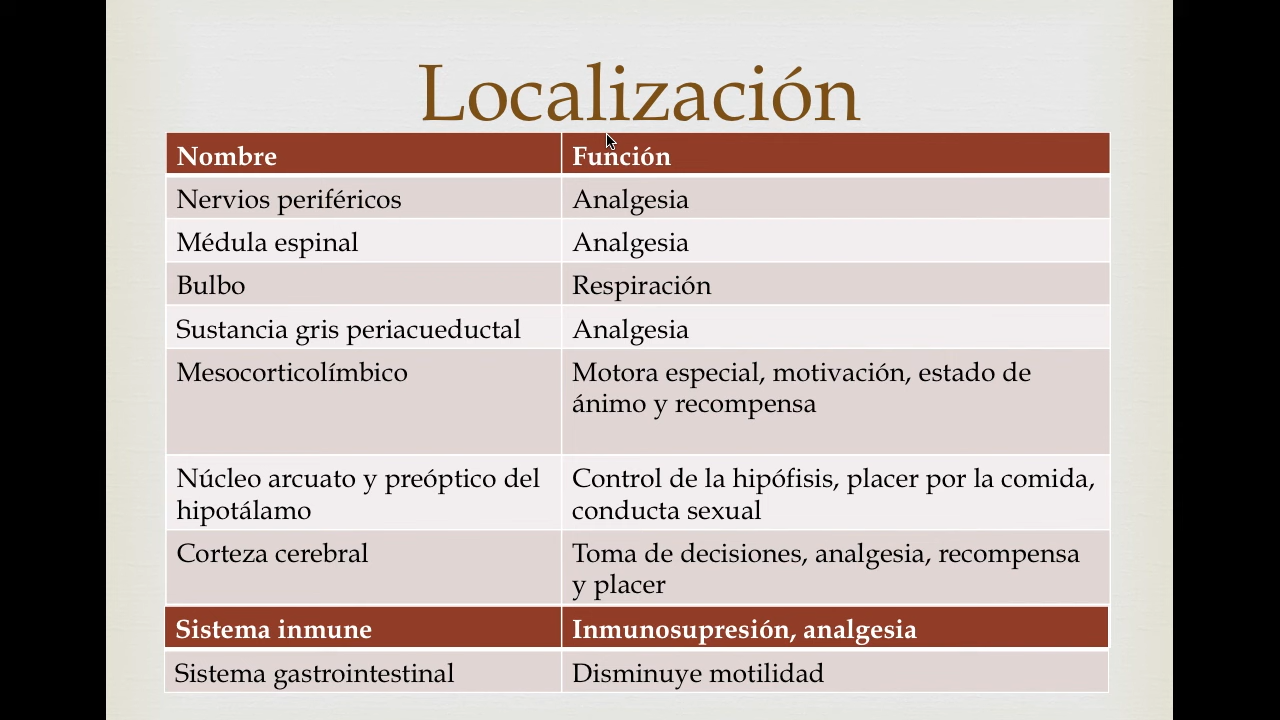 Localización
Nombre Función
Nervios periféricos Analgesia
Médula espinal Analgesia
Bulbo Respiración
Sustancia gris periacueductal Analgesia
Mesocorticolímbico Motora especial, motivación, estado de
ánimo y recompensa
Núcleo arcuato y preóptico del Control de la hipófisis, placer por la comida,
hipotálamo conducta sexual
Corteza cerebral Toma de decisiones, analgesia, recompensa
y placer
Sistema inmune Inmunosupresión, analgesia
Sistema gastrointestinal Disminuye motilidad